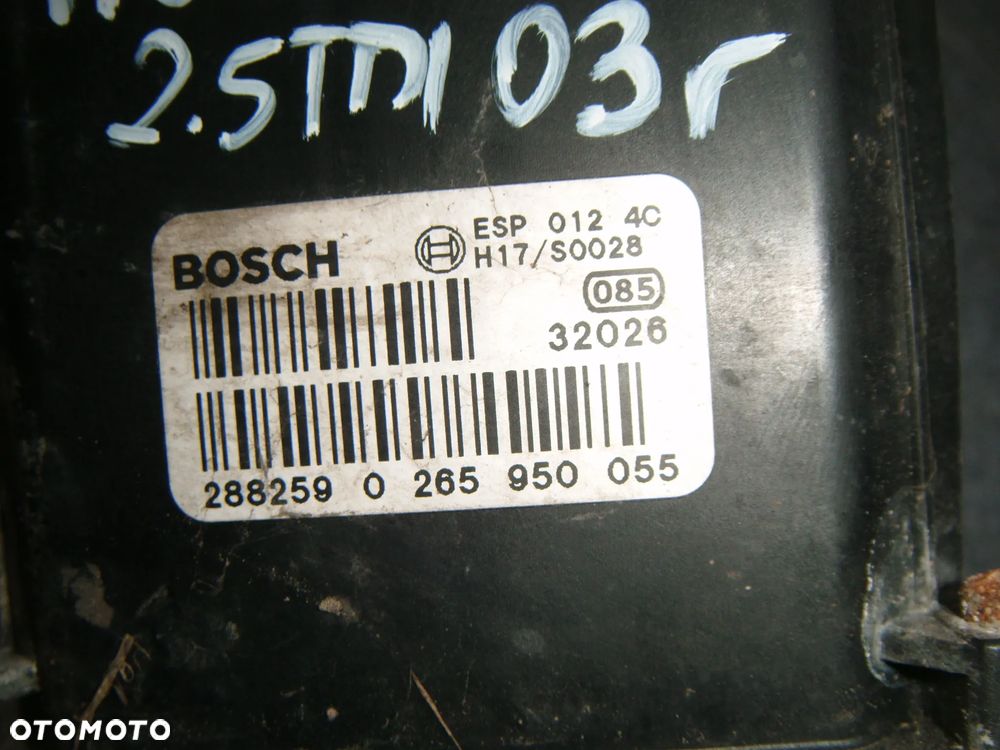 2.5TDI 03r
BOSCH
ESP 012 4C
H17/S0028
085
32026
288259 0 265 950 055
OTOMOTO